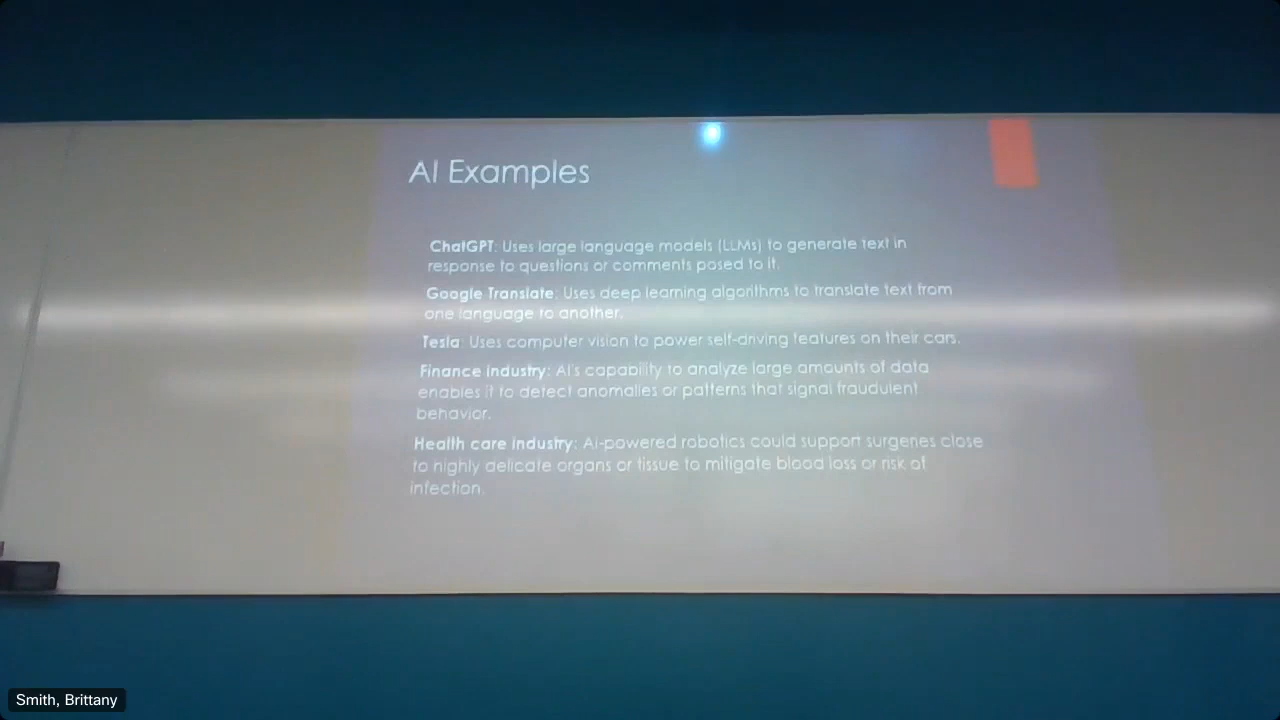 AI Examples
ChatGPT: Uses large language models (LLMs) to generate text in
response to questions or comments posed to it.
Google Translate: Uses deep learning algorithms to translate text from
one language to another.
Tesla: Uses computer vision to power self-driving features on their cars.
Finance industry: AI's capability to analyze large amounts of data
enables it to detect anomalies or patterns that signal fraudulent
behavior.
Health care industry: AI-powered robotics could support surgeries close
to highly delicate organs or tissue to mitigate blood loss or risk of
infection.
Smith, Brittany